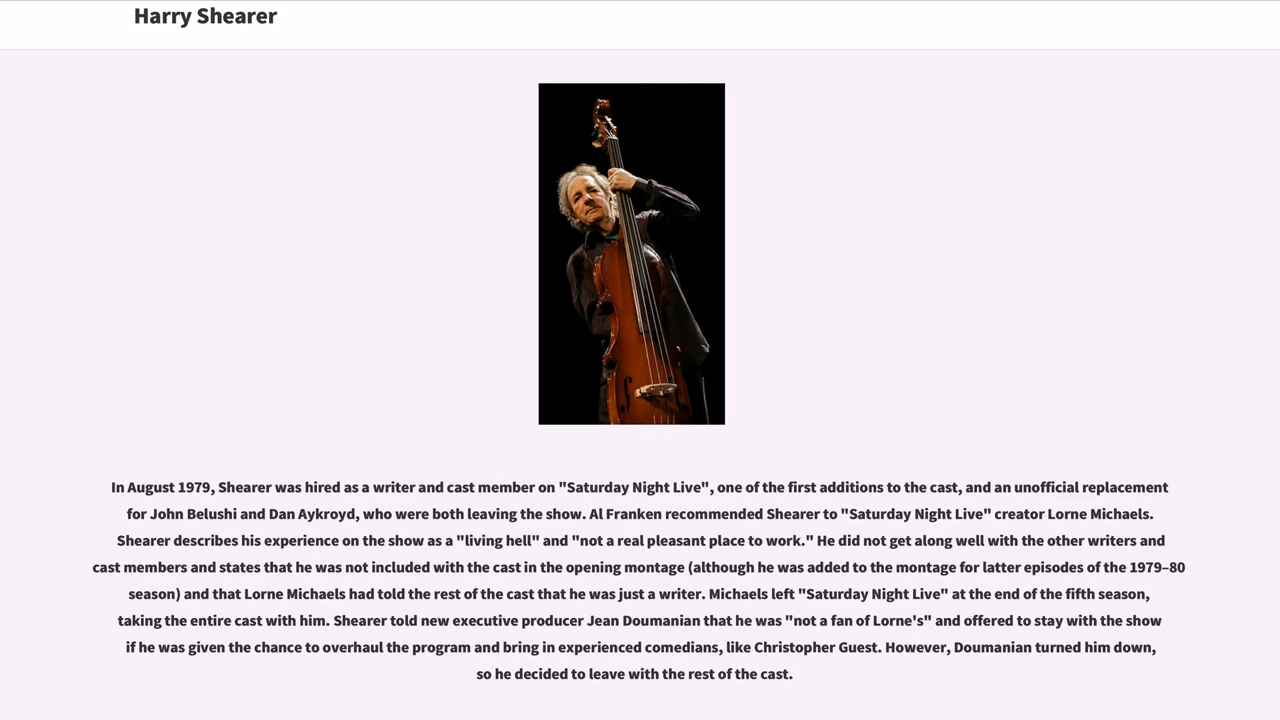 Harry Shearer
In August 1979, Shearer was hired as a writer and cast member on "Saturday Night Live", one of the first additions to the cast, and an unofficial replacement
for John Belushi and Dan Aykroyd, who were both leaving the show. Al Franken recommended Shearer to "Saturday Night Live" creator Lorne Michaels.
Shearer describes his experience on the show as a "living hell" and "not a real pleasant place to work." He did not get along well with the other writers and
cast members and states that he was not included with the cast in the opening montage (although he was added to the montage for latter episodes of the 1979–80
season) and that Lorne Michaels had told the rest of the cast that he was just a writer. Michaels left "Saturday Night Live" at the end of the fifth season,
taking the entire cast with him. Shearer told new executive producer Jean Doumanian that he was "not a fan of Lorne's" and offered to stay with the show
if he was given the chance to overhaul the program and bring in experienced comedians, like Christopher Guest. However, Doumanian turned him down,
so he decided to leave with the rest of the cast.